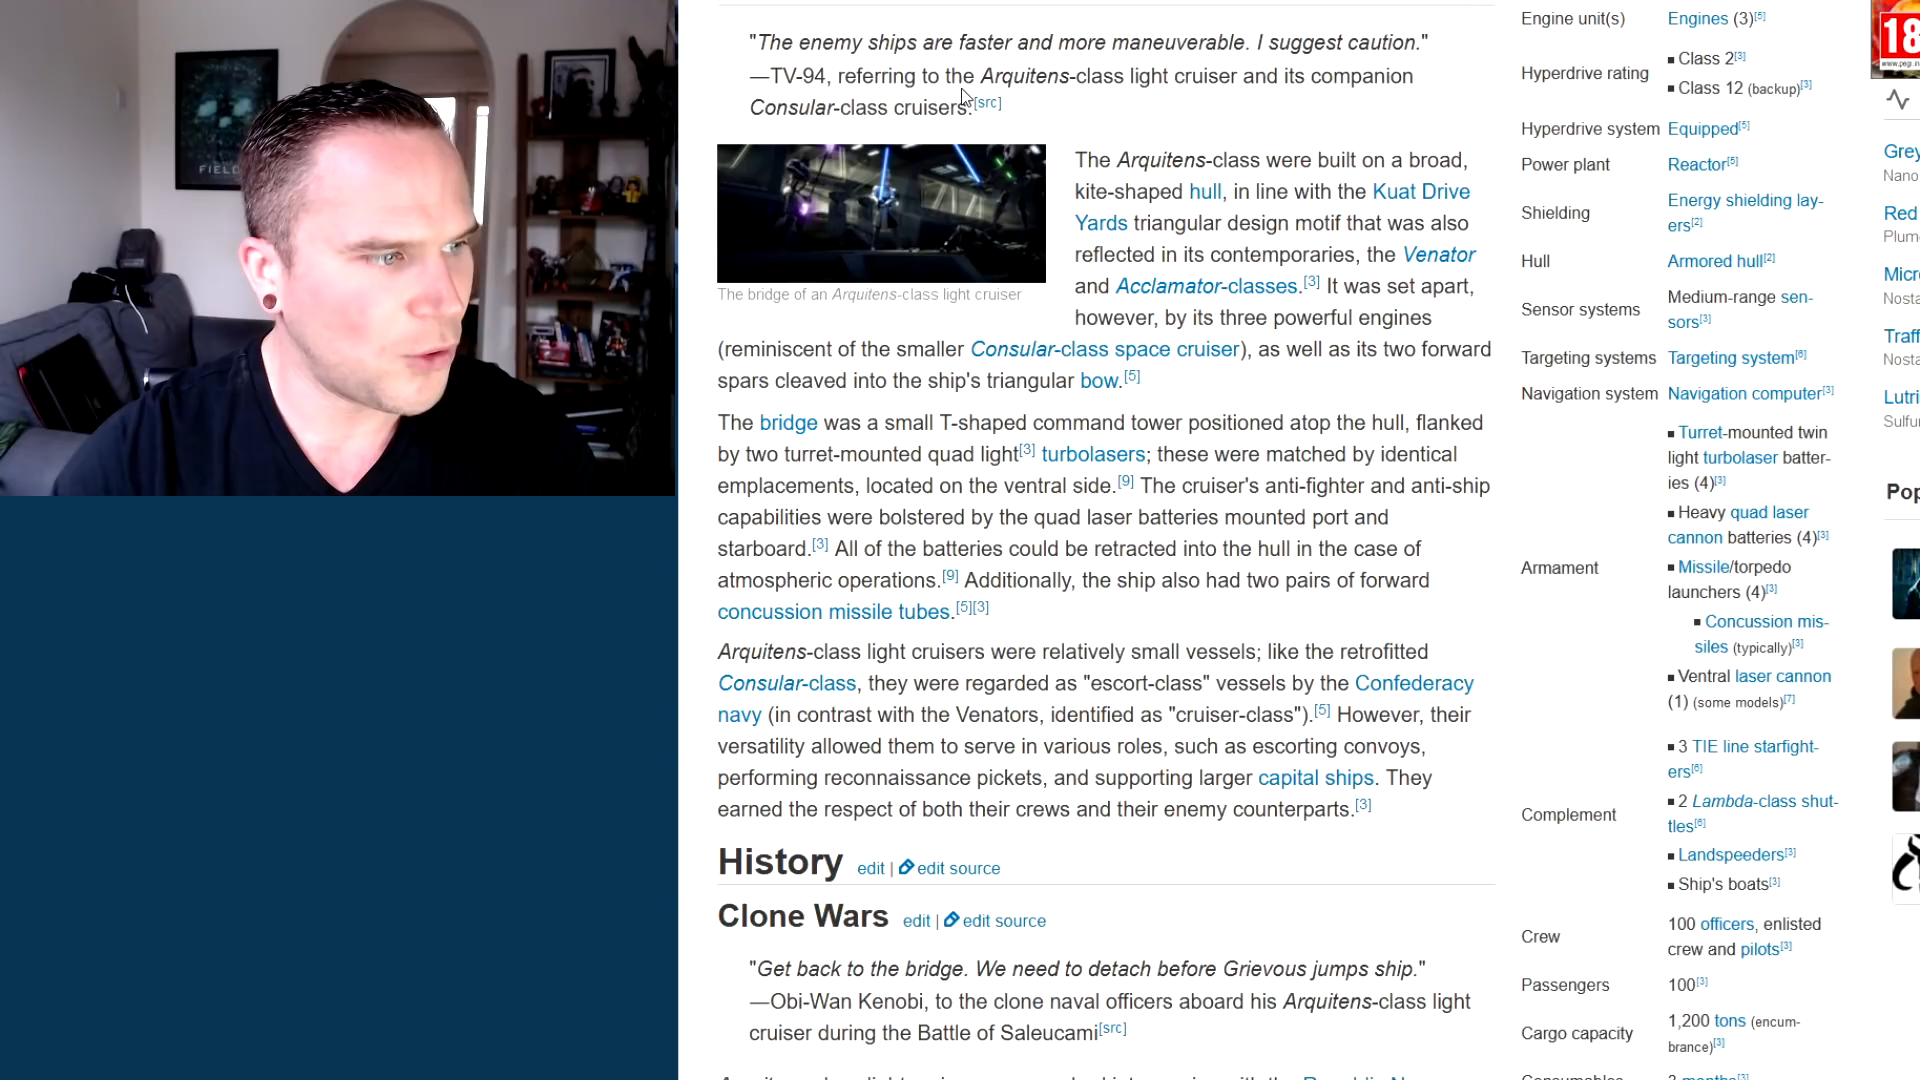 FIELD
"The enemy ships are faster and more maneuverable. I suggest caution."
—TV-94, referring to the Arquitens-class light cruiser and its companion
Consular-class cruisers.[src]
The bridge of an Arquitens-class light cruiser
The Arquitens-class were built on a broad,
kite-shaped hull, in line with the Kuat Drive
Yards triangular design motif that was also
reflected in its contemporaries, the Venator
and Acclamator-classes.[3] It was set apart,
however, by its three powerful engines
(reminiscent of the smaller Consular-class space cruiser), as well as its two forward
spars cleaved into the ship's triangular bow.[5]
The bridge was a small T-shaped command tower positioned atop the hull, flanked
by two turret-mounted quad light[3] turbolasers; these were matched by identical
emplacements, located on the ventral side.[9] The cruiser's anti-fighter and anti-ship
capabilities were bolstered by the quad laser batteries mounted port and
starboard.[3] All of the batteries could be retracted into the hull in the case of
atmospheric operations.[9] Additionally, the ship also had two pairs of forward
concussion missile tubes.[5][3]
Arquitens-class light cruisers were relatively small vessels; like the retrofitted
Consular-class, they were regarded as "escort-class" vessels by the Confederacy
navy (in contrast with the Venators, identified as "cruiser-class").[5] However, their
versatility allowed them to serve in various roles, such as escorting convoys,
performing reconnaissance pickets, and supporting larger capital ships. They
earned the respect of both their crews and their enemy counterparts.[3]
History edit | edit source
Clone Wars edit | edit source
"Get back to the bridge. We need to detach before Grievous jumps ship."
—Obi-Wan Kenobi, to the clone naval officers aboard his Arquitens-class light
cruiser during the Battle of Saleucami[src]
Engine unit(s) Engines (3)[5]
Hyperdrive rating
Class 2[3]
Class 12 (backup)[3]
Hyperdrive system Equipped[5]
Power plant Reactor[5]
Shielding
Energy shielding lay-
ers[2]
Hull Armored hull[2]
Sensor systems
Medium-range sen-
sors[3]
Targeting systems Targeting system[6]
Navigation system Navigation computer[3]
Armament
Turret-mounted twin
light turbolaser batter-
ies (4)[3]
Heavy quad laser
cannon batteries (4)[3]
Missile/torpedo
launchers (4)[3]
Concussion mis-
siles (typically)[3]
Ventral laser cannon
(1) (some models)[7]
Complement
3 TIE line starfight-
ers[6]
2 Lambda-class shut-
tles[6]
Landspeeders[3]
Ship's boats[3]
Crew
100 officers, enlisted
crew and pilots[3]
Passengers 100[3]
Cargo capacity
1,200 tons (encum-
brance)[3]
18
Grey
Nano
Red
Plum
Micr
Nosta
Traff
Nosta
Lutri
Sulfu
Pop